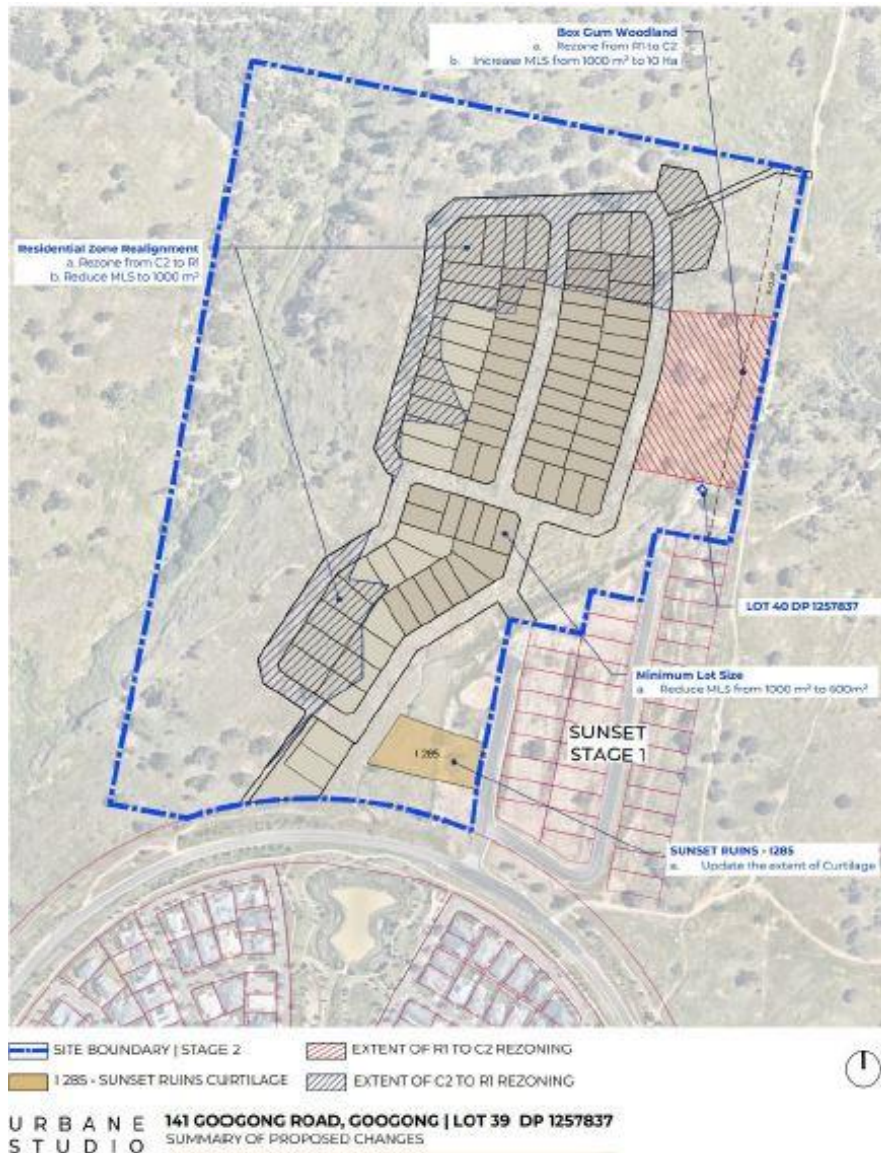 Box Gum Woodland
a. Rezone from R1 to C2
b. Increase MLS from 1000 m² to 10 Ha
Residential Zone Realignment
a. Rezone from C2 to R1
b. Reduce MLS to 1000 m²
LOT 40 DP 1257837
Minimum Lot Size
a. Reduce MLS from 1000 m² to 600m²
SUNSET
STAGE 1
I 285
SUNSET RUINS - I285
a. Update the extent of Curtilage
SITE BOUNDARY | STAGE 2
EXTENT OF R1 TO C2 REZONING
I 285 - SUNSET RUINS CURTILAGE
EXTENT OF C2 TO R1 REZONING
URBANE
STUDIO
141 GOOGONG ROAD, GOOGONG | LOT 39 DP 1257837
SUMMARY OF PROPOSED CHANGES